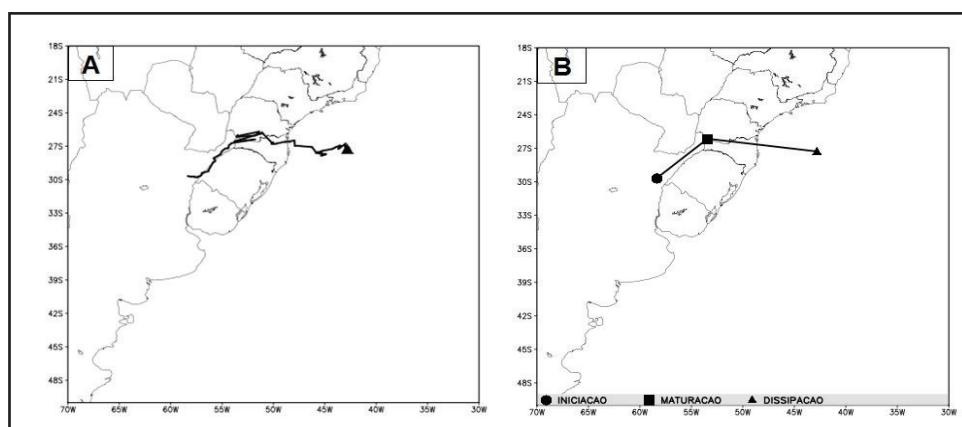 A
18S
21S
24S
27S
30S
33S
36S
39S
42S
45S
48S
70W 65W 60W 55W 50W 45W 40W 35W 30W
B
18S
21S
24S
27S
30S
33S
36S
39S
42S
45S
48S
INICIACAO MATURACAO DISSIPACAO
70W 65W 60W 55W 50W 45W 40W 35W 30W